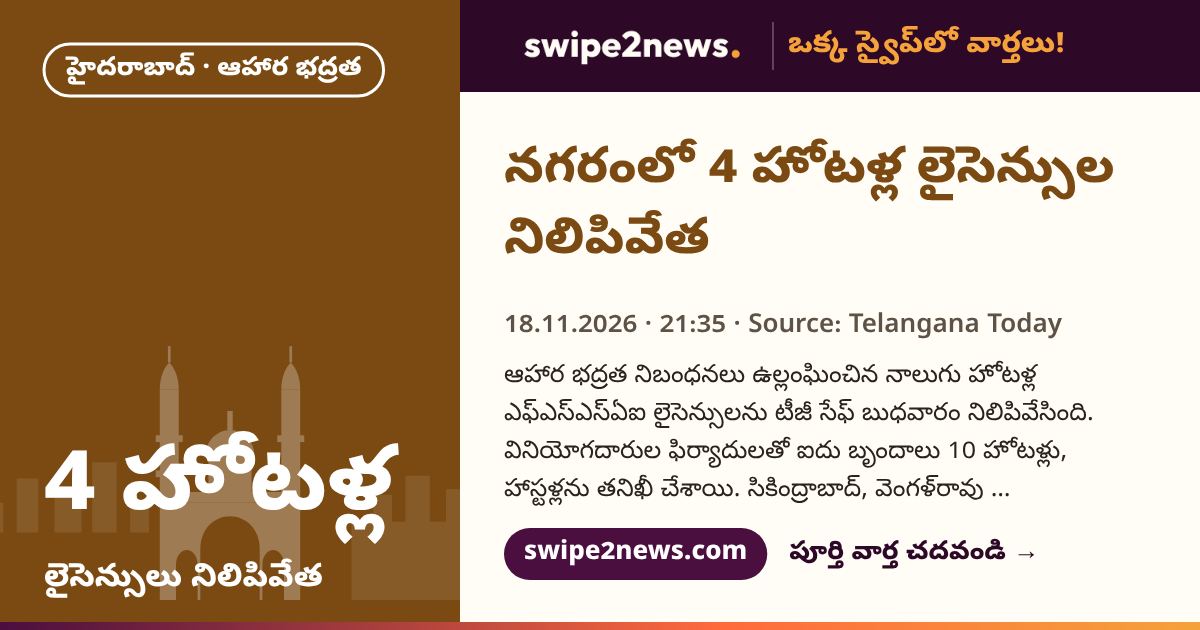 హైదరాబాద్ · ఆహార భద్రత
4 హోటళ్ల
లైసెన్సులు నిలిపివేత
swipe2news.
ఒక్క స్వైప్‌లో వార్తలు!
నగరంలో 4 హోటళ్ల లైసెన్సుల
నిలిపివేత
18.11.2026 · 21:35 · Source: Telangana Today
ఆహార భద్రత నిబంధనలు ఉల్లంఘించిన నాలుగు హోటళ్ల
ఎఫ్ఎస్ఎస్ఏఐ లైసెన్సులను టీజీ సేఫ్ బుధవారం నిలిపివేసింది.
వినియోగదారుల ఫిర్యాదులతో ఐదు బృందాలు 10 హోటళ్లు,
హాస్టళ్లను తనిఖీ చేశాయి. సికింద్రాబాద్, వెంగళ్‌రావు ...
swipe2news.com
పూర్తి వార్త చదవండి →